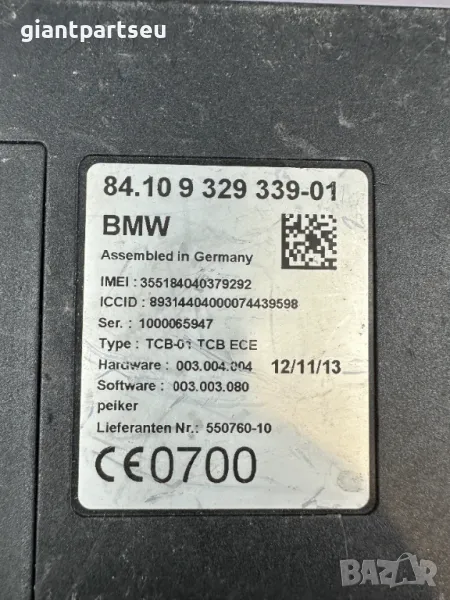 giantpartseu
84.10 9 329 339-01
BMW
Assembled in Germany
IMEI : 355184040379292
ICCID : 89314404000074439598
Ser. : 1000065947
Type : TCB-01 TCB ECE
Hardware : 003.004.004 12/11/13
Software : 003.003.080
peiker
Lieferanten Nr.: 550760-10
CE0700
BAZAR